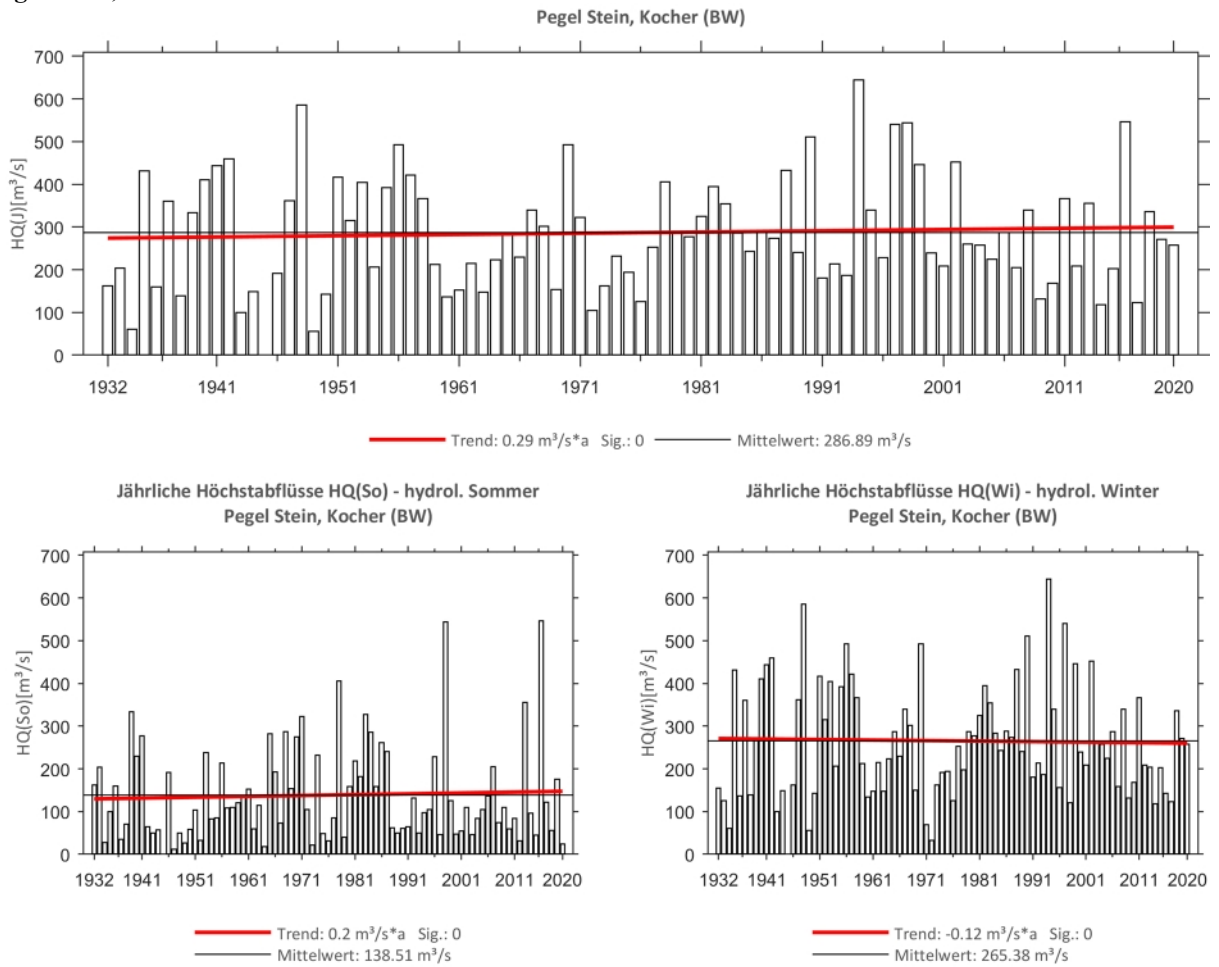 Pegel Stein, Kocher (BW)
HQ(J)[m³/s]
700
600
500
400
300
200
100
0
1932 1941 1951 1961 1971 1981 1991 2001 2011 2020
Trend: 0.29 m³/s*a Sig.: 0 Mittelwert: 286.89 m³/s
Jährliche Höchstabflüsse HQ(So) - hydrol. Sommer
Pegel Stein, Kocher (BW)
HQ(So)[m³/s]
700
600
500
400
300
200
100
0
1932 1941 1951 1961 1971 1981 1991 2001 2011 2020
Trend: 0.2 m³/s*a Sig.: 0
Mittelwert: 138.51 m³/s
Jährliche Höchstabflüsse HQ(Wi) - hydrol. Winter
Pegel Stein, Kocher (BW)
HQ(Wi)[m³/s]
700
600
500
400
300
200
100
0
1932 1941 1951 1961 1971 1981 1991 2001 2011 2020
Trend: -0.12 m³/s*a Sig.: 0
Mittelwert: 265.38 m³/s